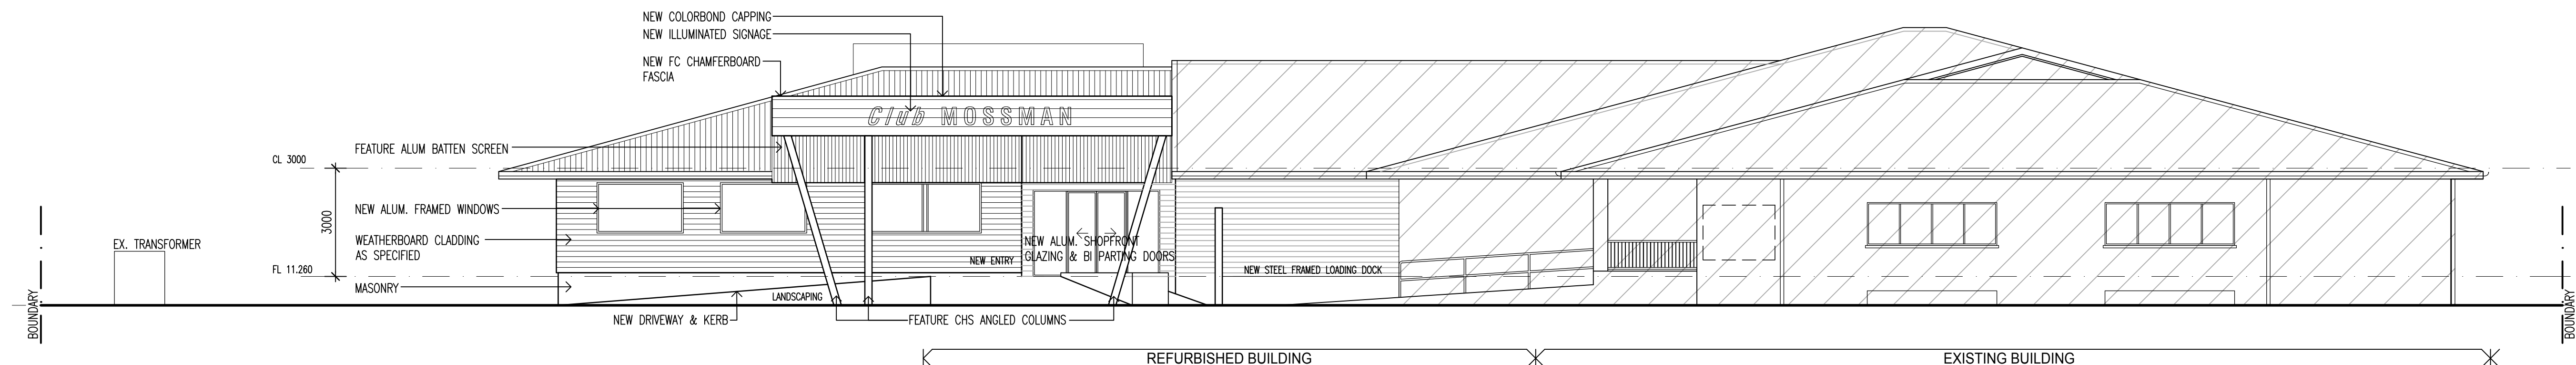 NEW COLORBOND CAPPING
NEW ILLUMINATED SIGNAGE
NEW FC CHAMFERBOARD
FASCIA
Club MOSSMAN
FEATURE ALUM BATTEN SCREEN
CL 3000
3000
NEW ALUM. FRAMED WINDOWS
WEATHERBOARD CLADDING
AS SPECIFIED
EX. TRANSFORMER
FL 11.260
MASONRY
NEW ALUM. SHOPFRONT
GLAZING & BI PARTING DOORS
NEW ENTRY
NEW STEEL FRAMED LOADING DOCK
LANDSCAPING
NEW DRIVEWAY & KERB
FEATURE CHS ANGLED COLUMNS
BOUNDARY
BOUNDARY
REFURBISHED BUILDING
EXISTING BUILDING